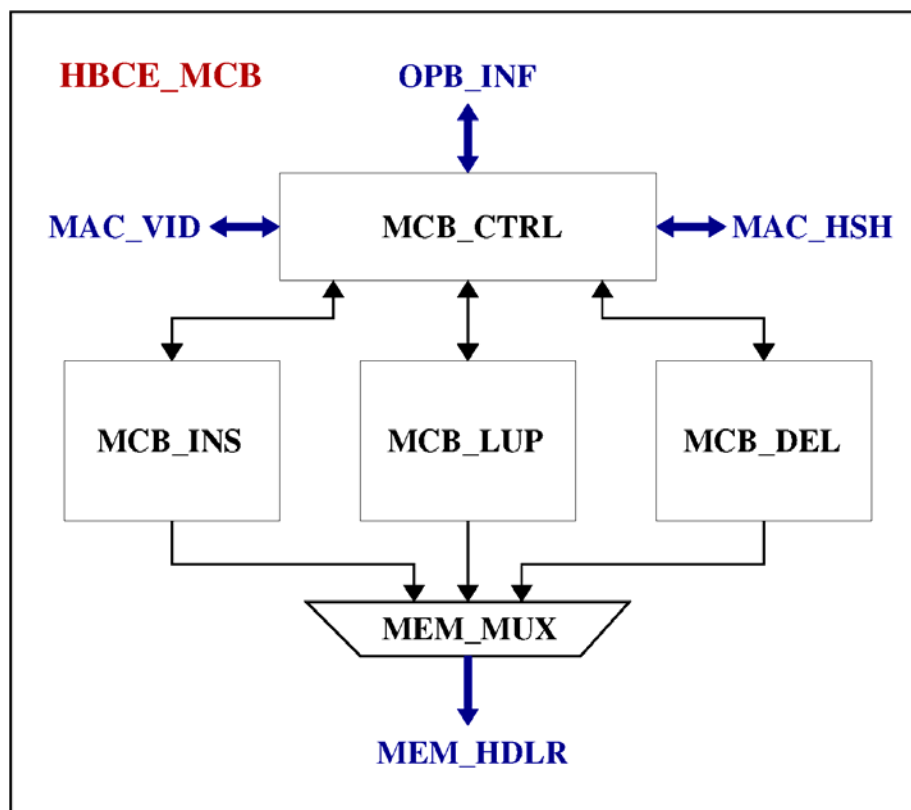 HBCE_MCB
OPB_INF
MAC_VID
MCB_CTRL
MAC_HSH
MCB_INS
MCB_LUP
MCB_DEL
MEM_MUX
MEM_HDLR